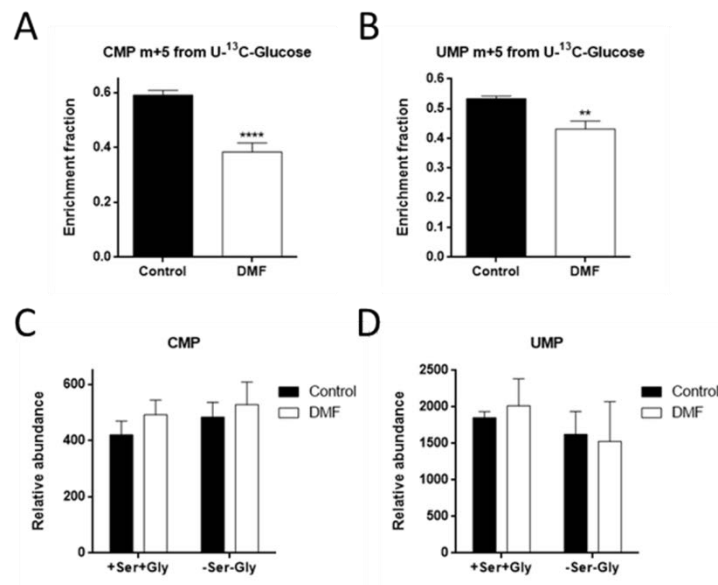 A
CMP m+5 from U-¹³C-Glucose
Enrichment fraction
0.6
0.4
0.2
0.0
****
Control
DMF
B
UMP m+5 from U-¹³C-Glucose
Enrichment fraction
0.6
0.5
0.4
0.3
0.2
0.1
0.0
**
Control
DMF
C
CMP
Relative abundance
600
400
200
0
+Ser+Gly
-Ser-Gly
Control
DMF
D
UMP
Relative abundance
2500
2000
1500
1000
500
0
+Ser+Gly
-Ser-Gly
Control
DMF